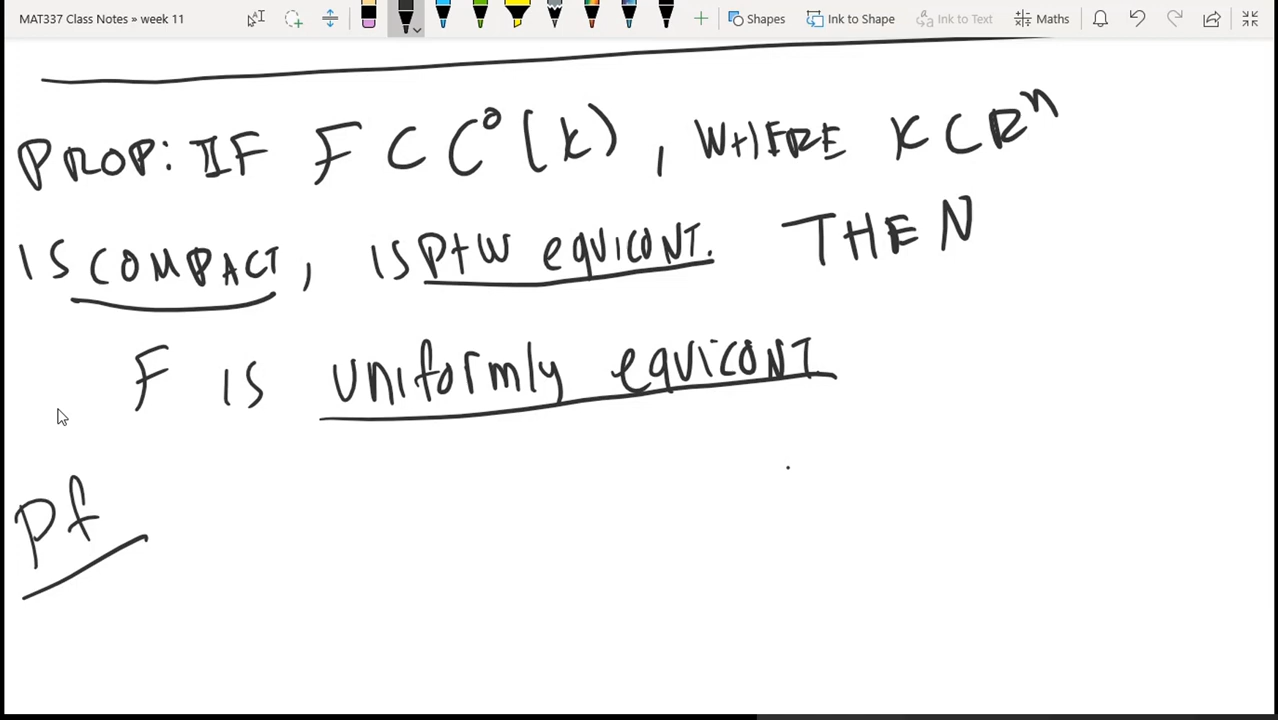 MAT337 Class Notes » week 11
Shapes Ink to Shape Ink to Text Maths
PROP: IF F ⊂ C⁰(K), WHERE K ⊂ Rⁿ
IS COMPACT, IS PtW equicont. THEN
F IS uniformly equicont
Pf